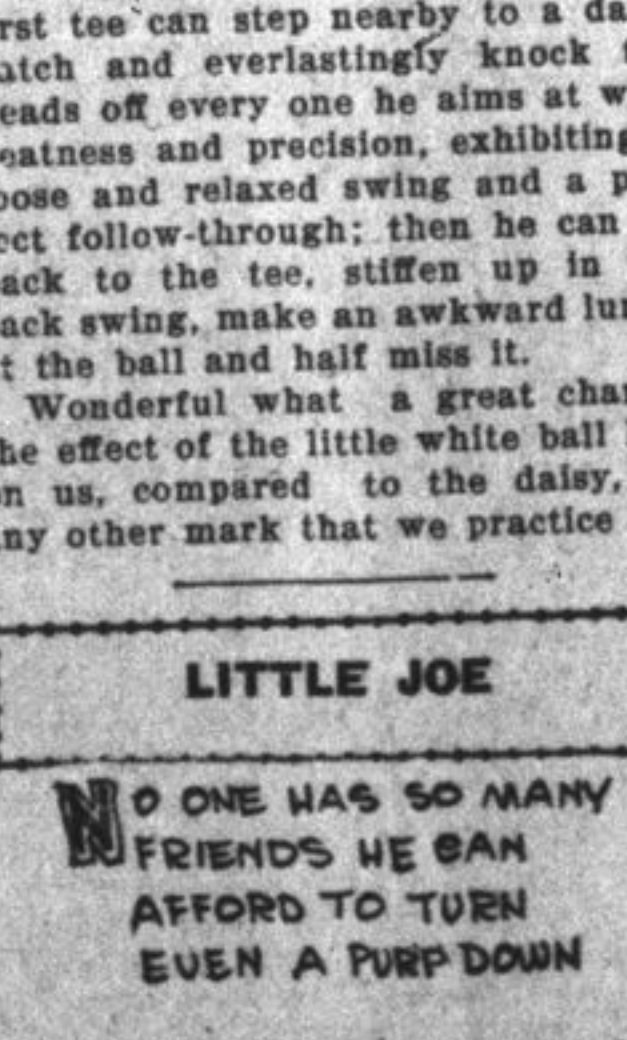 rst tee can step nearby to a da
atch and everlastingly knock t
eads off every one he aims at w
eatness and precision, exhibiting
oose and relaxed swing and a p
ect follow-through; then he can
ack to the tee, stiffen up in
ack swing, make an awkward lun
t the ball and half miss it.
Wonderful what a great chan
he effect of the little white ball h
on us, compared to the daisy,
ny other mark that we practice
LITTLE JOE
NO ONE HAS SO MANY
FRIENDS HE CAN
AFFORD TO TURN
EVEN A PURP DOWN